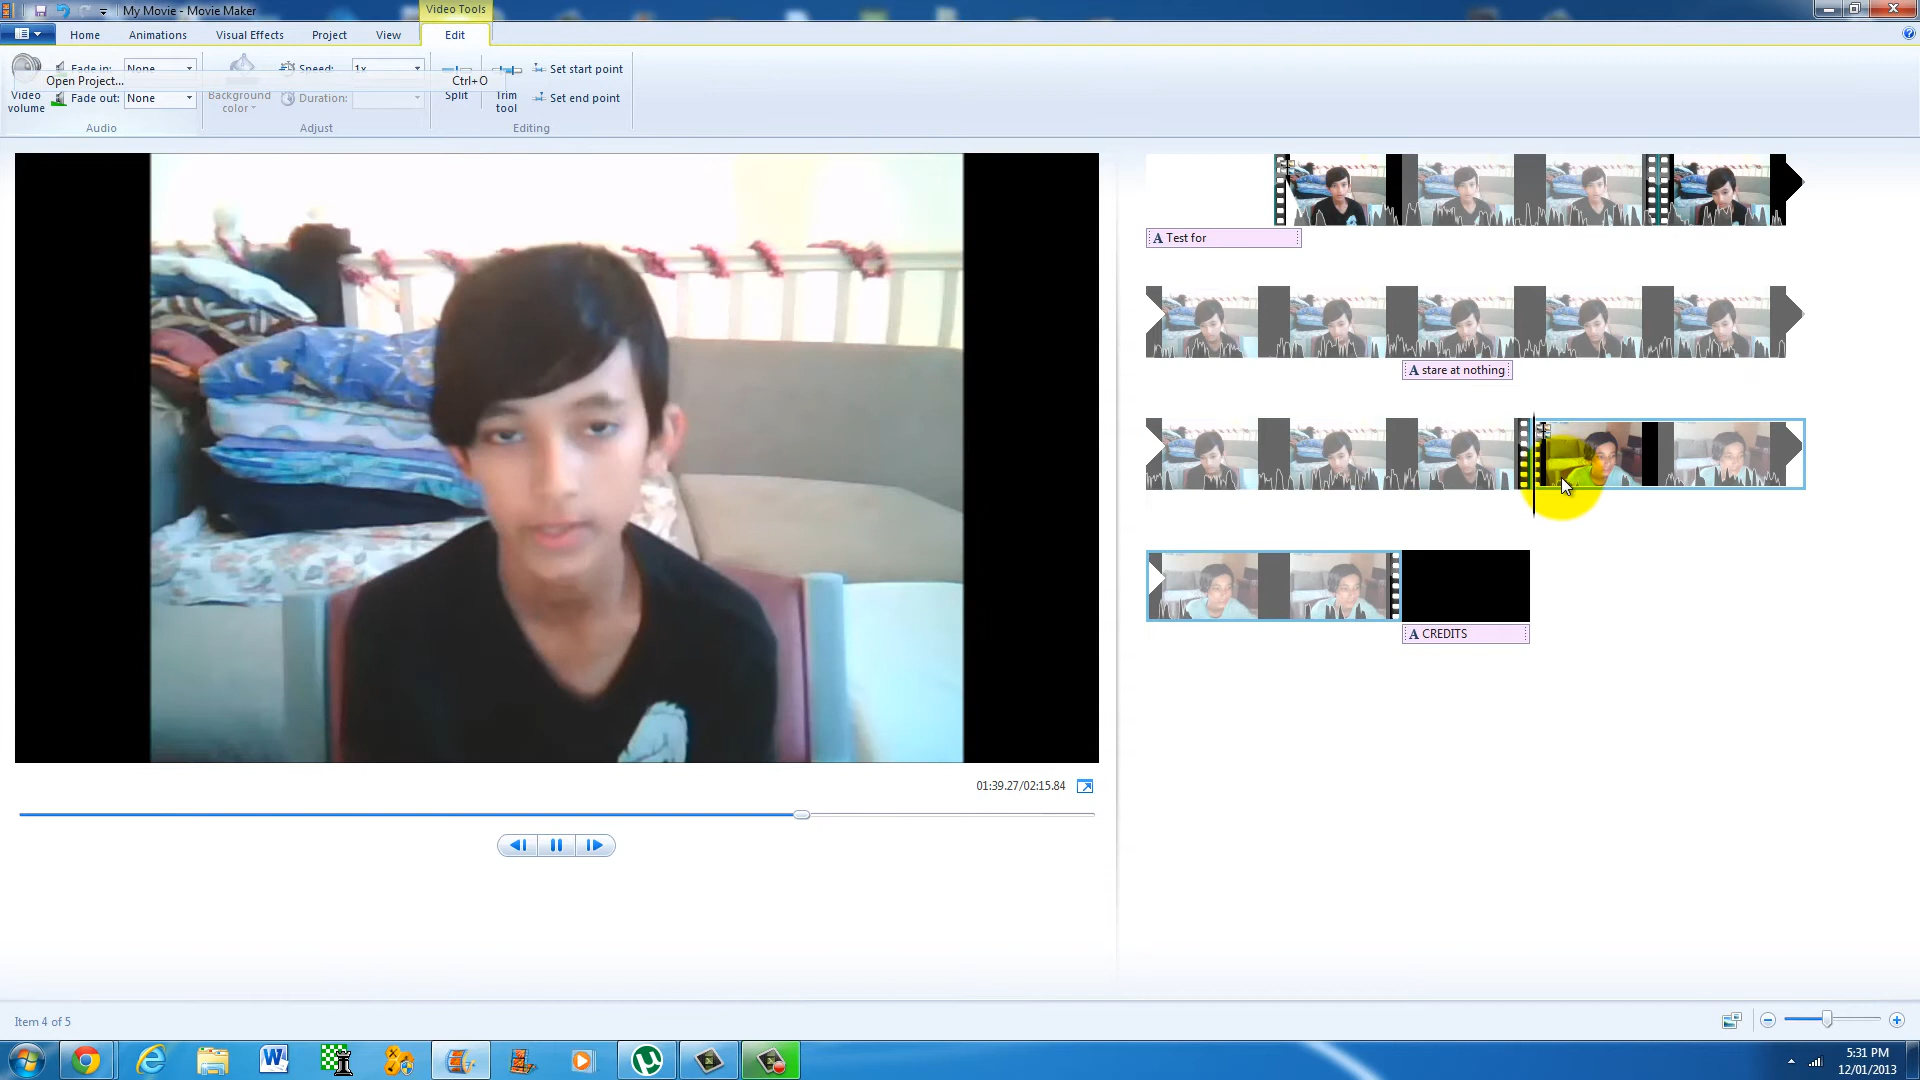 My Movie - Movie Maker
Video Tools
Home
Animations
Visual Effects
Project
View
Edit
Video volume
Fade in: None
Open Project... Ctrl+O
Fade out: None
Background color
Speed: 1x
Duration:
Split
Trim tool
Set start point
Set end point
Audio
Adjust
Editing
A Test for
A stare at nothing
A CREDITS
01:39.27/02:15.84
Item 4 of 5
5:31 PM
12/01/2013